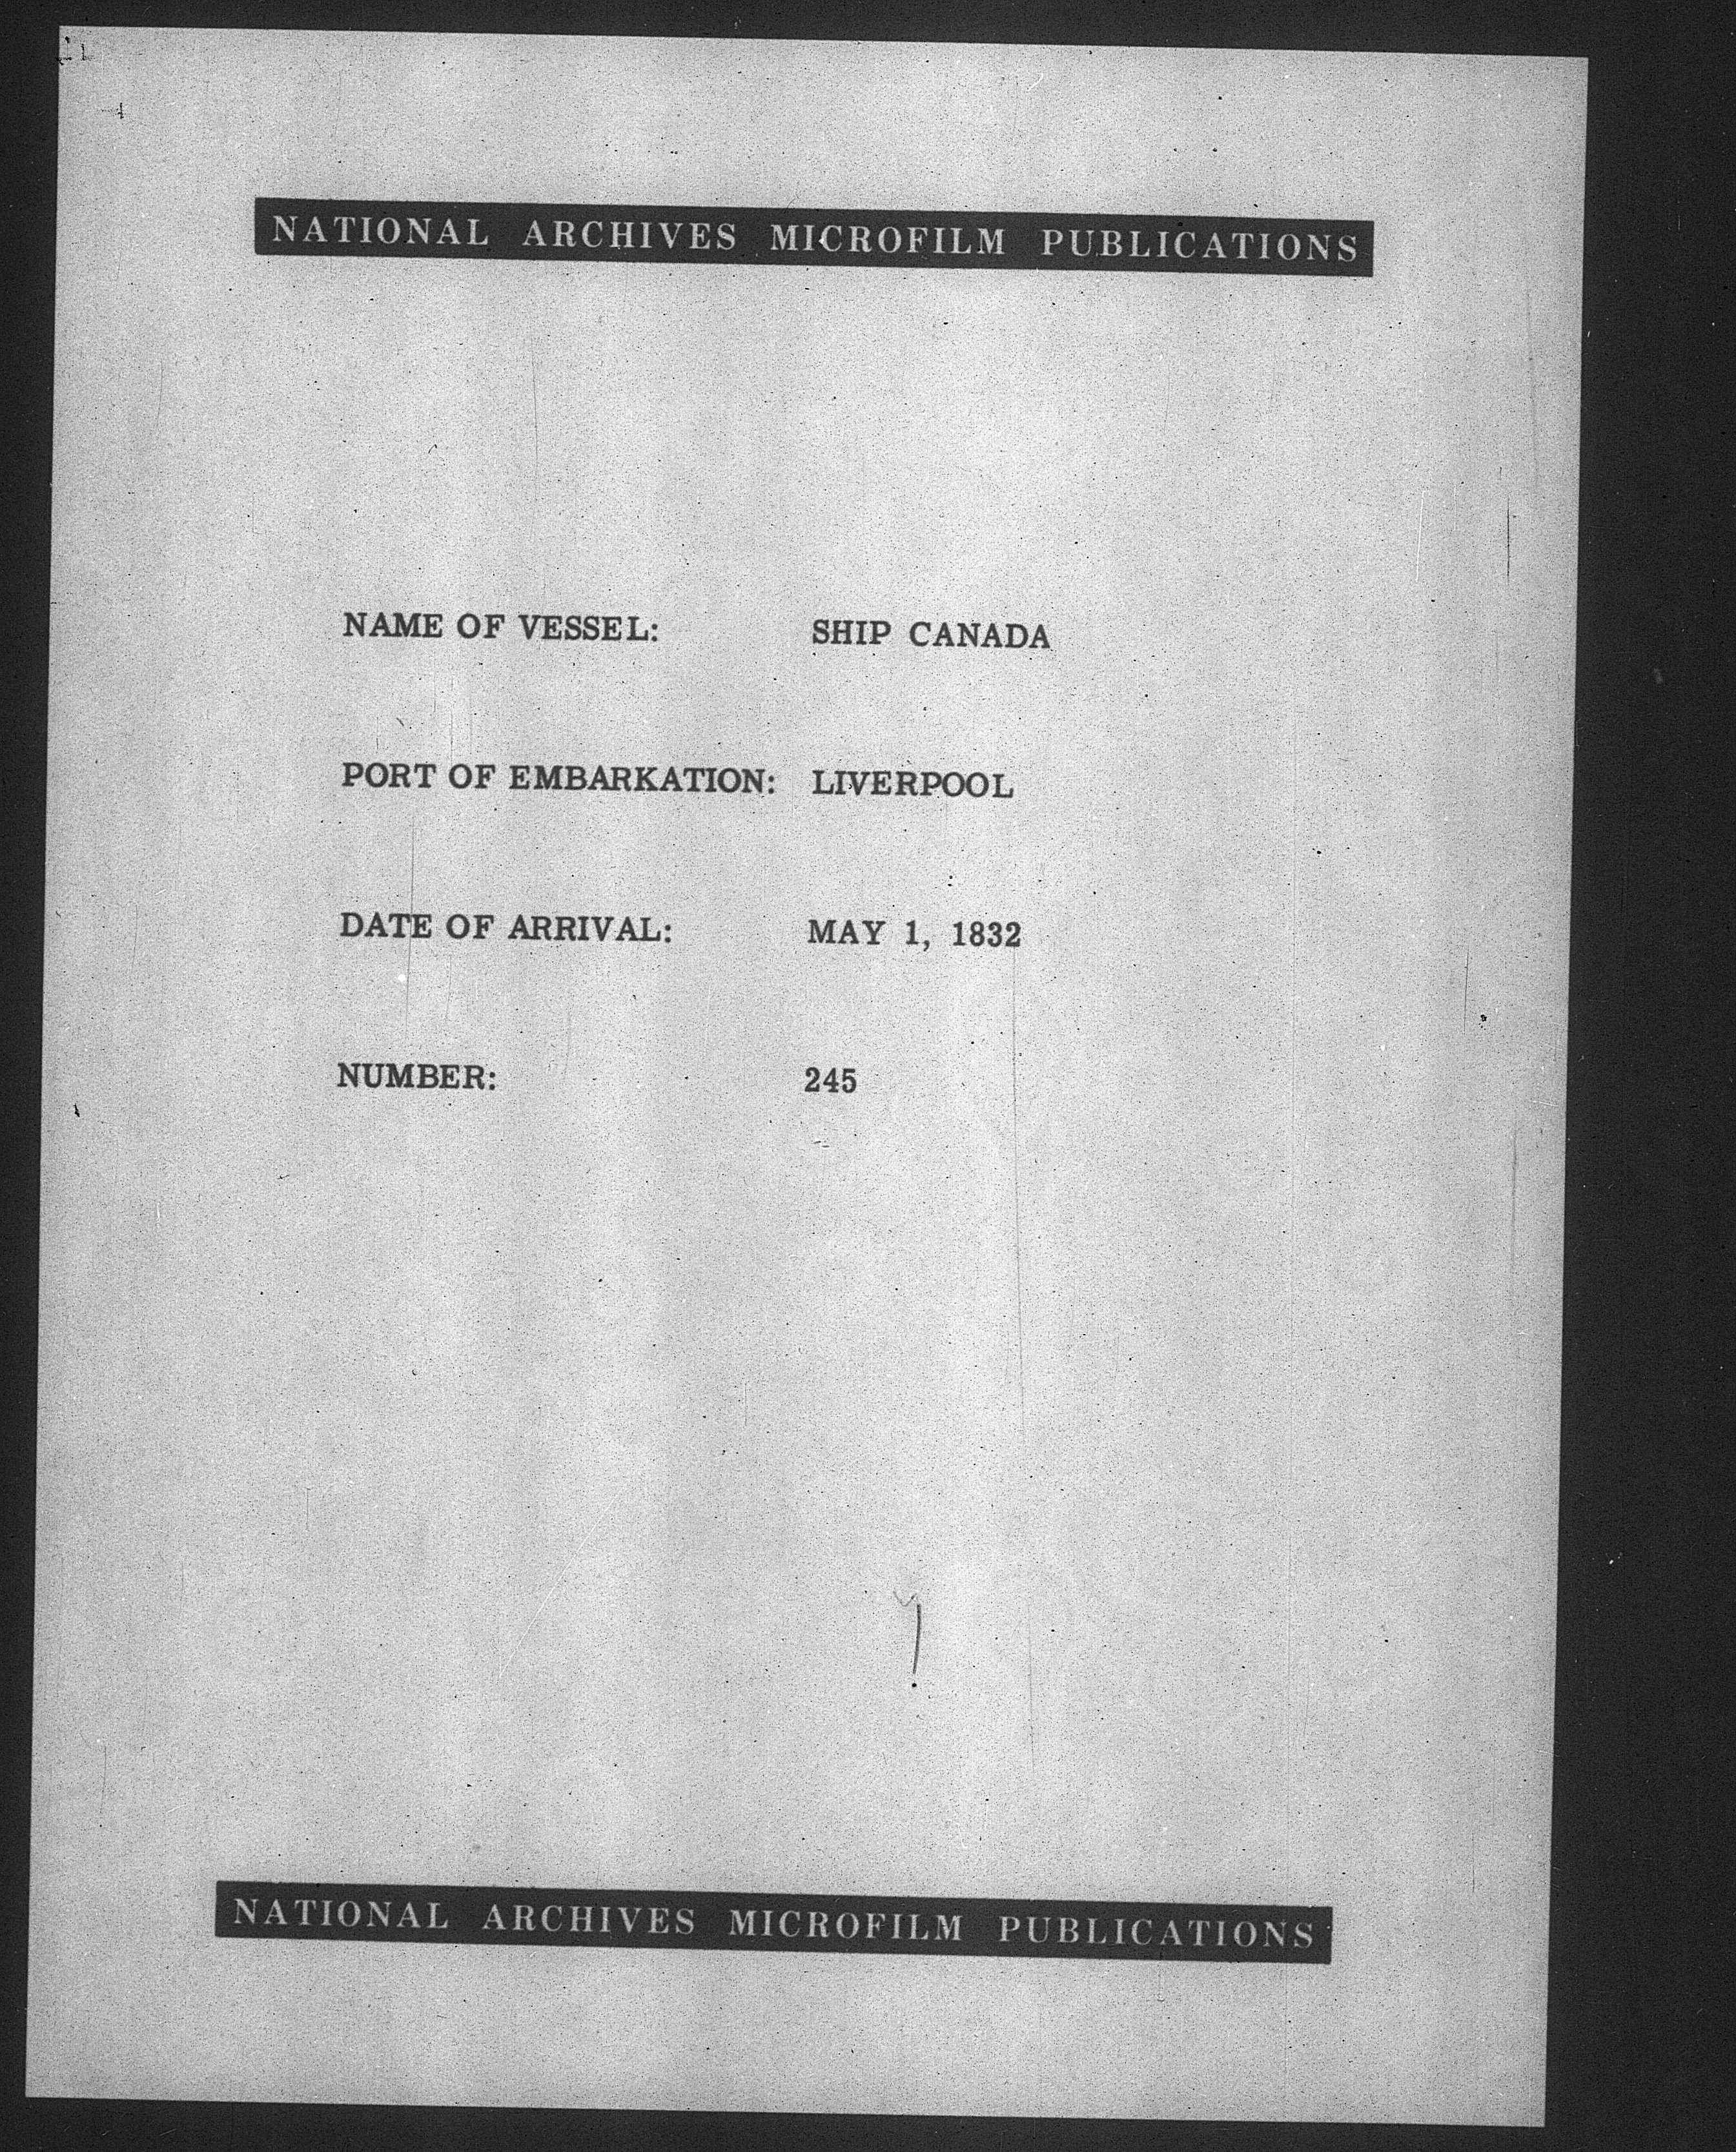 NATIONAL ARCHIVES MICROFILM PUBLICATIONS
NAME OF VESSEL: SHIP CANADA
PORT OF EMBARKATION: LIVERPOOL
DATE OF ARRIVAL: MAY 1, 1832
NUMBER: 245
NATIONAL ARCHIVES MICROFILM PUBLICATIONS